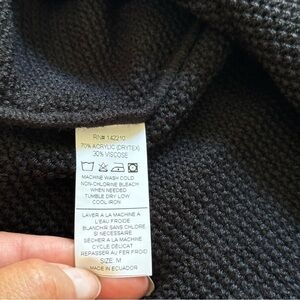 RN# 142210
70% ACRYLIC (DRYTEX)
30% VISCOSE
MACHINE WASH COLD
NON-CHLORINE BLEACH
WHEN NEEDED
TUMBLE DRY LOW
COOL IRON
LAVER A LA MACHINE A
L'EAU FROIDE
BLANCHIR SANS CHLORE
SI NECESSAIRE
SÉCHER A LA MACHINE
CYCLE DÉLICAT
REPASSER AU FER FROID
SIZE: M
MADE IN ECUADOR